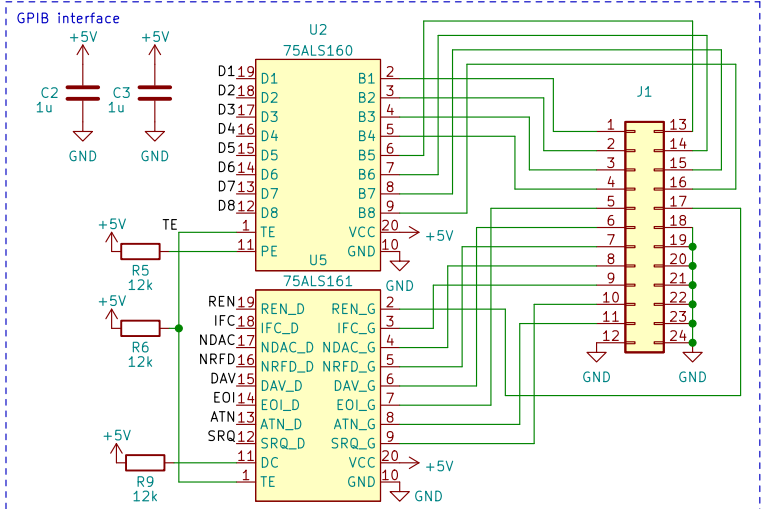 GPIB interface
+5V
+5V
C2
1u
C3
1u
GND
GND
U2
75ALS160
D1 19 D1 B1 2
D2 18 D2 B2 3
D3 17 D3 B3 4
D4 16 D4 B4 5
D5 15 D5 B5 6
D6 14 D6 B6 7
D7 13 D7 B7 8
D8 12 D8 B8 9
TE 1 TE VCC 20 +5V
11 PE GND 10
GND
+5V
R5
12k
+5V
R6
12k
U5
75ALS161
REN 19 REN_D REN_G 2
IFC 18 IFC_D IFC_G 3
NDAC 17 NDAC_D NDAC_G 4
NRFD 16 NRFD_D NRFD_G 5
DAV 15 DAV_D DAV_G 6
EOI 14 EOI_D EOI_G 7
ATN 13 ATN_D ATN_G 8
SRQ 12 SRQ_D SRQ_G 9
11 DC VCC 20 +5V
1 TE GND 10
GND
+5V
R9
12k
J1
1 13
2 14
3 15
4 16
5 17
6 18
7 19
8 20
9 21
10 22
11 23
12 24
GND GND